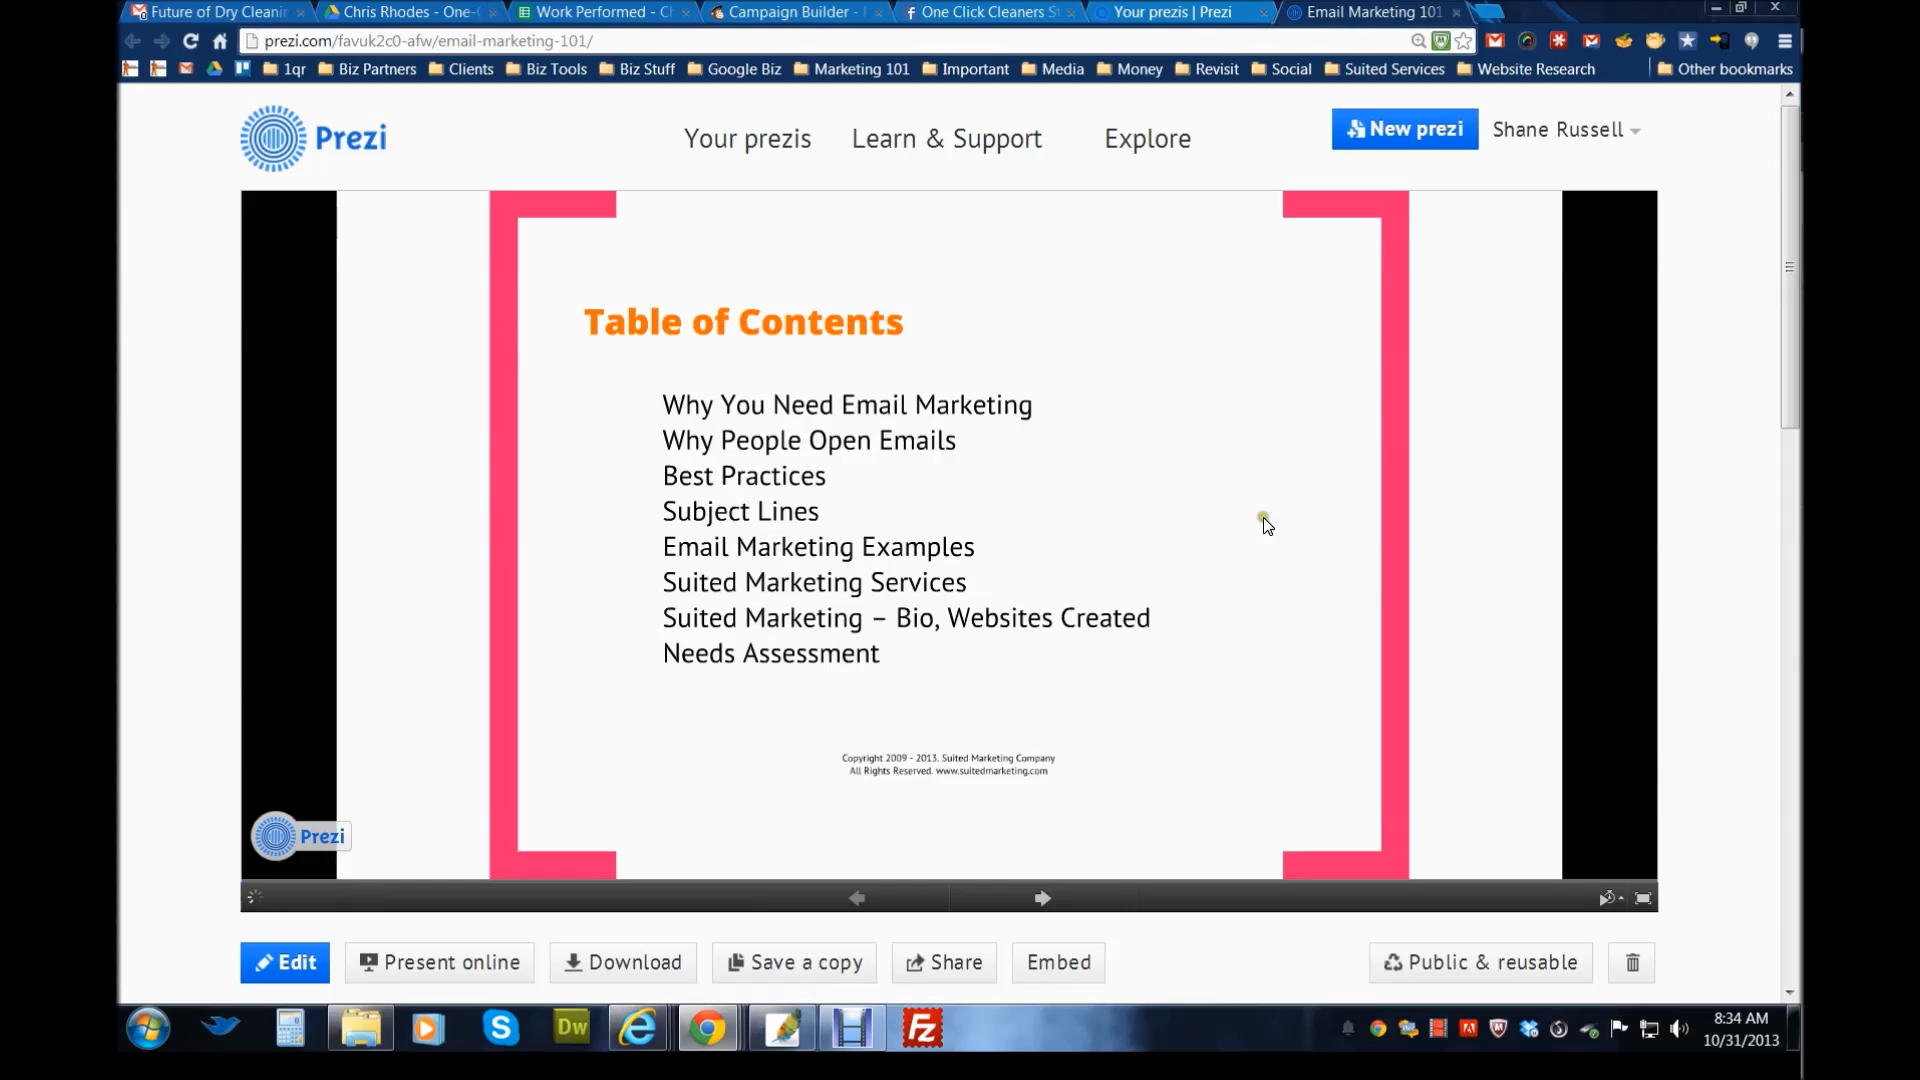 Future of Dry Cleani
Chris Rhodes - One-
Work Performed - C
Campaign Builder -
One Click Cleaners S
Your prezis | Prezi
Email Marketing 101
prezi.com/favuk2c0-afw/email-marketing-101/
1qr
Biz Partners
Clients
Biz Tools
Biz Stuff
Google Biz
Marketing 101
Important
Media
Money
Revisit
Social
Suited Services
Website Research
Other bookmarks
Prezi
Your prezis
Learn & Support
Explore
New prezi
Shane Russell
Table of Contents
Why You Need Email Marketing
Why People Open Emails
Best Practices
Subject Lines
Email Marketing Examples
Suited Marketing Services
Suited Marketing – Bio, Websites Created
Needs Assessment
Copyright 2009 - 2013. Suited Marketing Company
All Rights Reserved. www.suitedmarketing.com
Prezi
Edit
Present online
Download
Save a copy
Share
Embed
Public & reusable
Dw
Fz
8:34 AM
10/31/2013